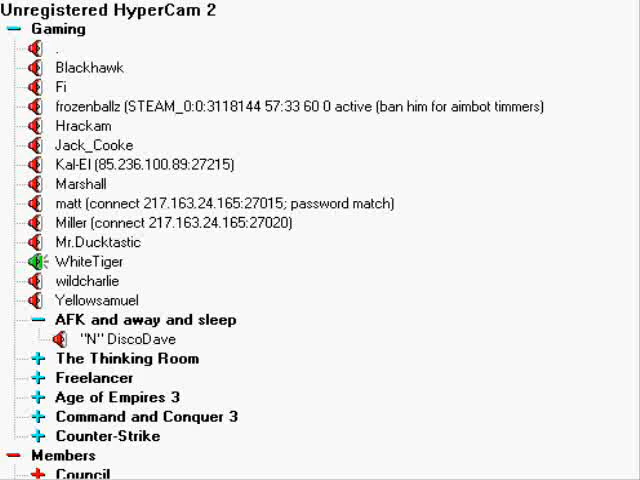 Unregistered HyperCam 2
Gaming
.
Blackhawk
Fi
frozenballz (STEAM_0:0:3118144 57:33 60 0 active (ban him for aimbot timmers)
Hrackam
Jack_Cooke
Kal-El (85.236.100.89:27215)
Marshall
matt (connect 217.163.24.165:27015; password match)
Miller (connect 217.163.24.165:27020)
Mr.Ducktastic
WhiteTiger
wildcharlie
Yellowsamuel
AFK and away and sleep
"N" DiscoDave
The Thinking Room
Freelancer
Age of Empires 3
Command and Conquer 3
Counter-Strike
Members
Council